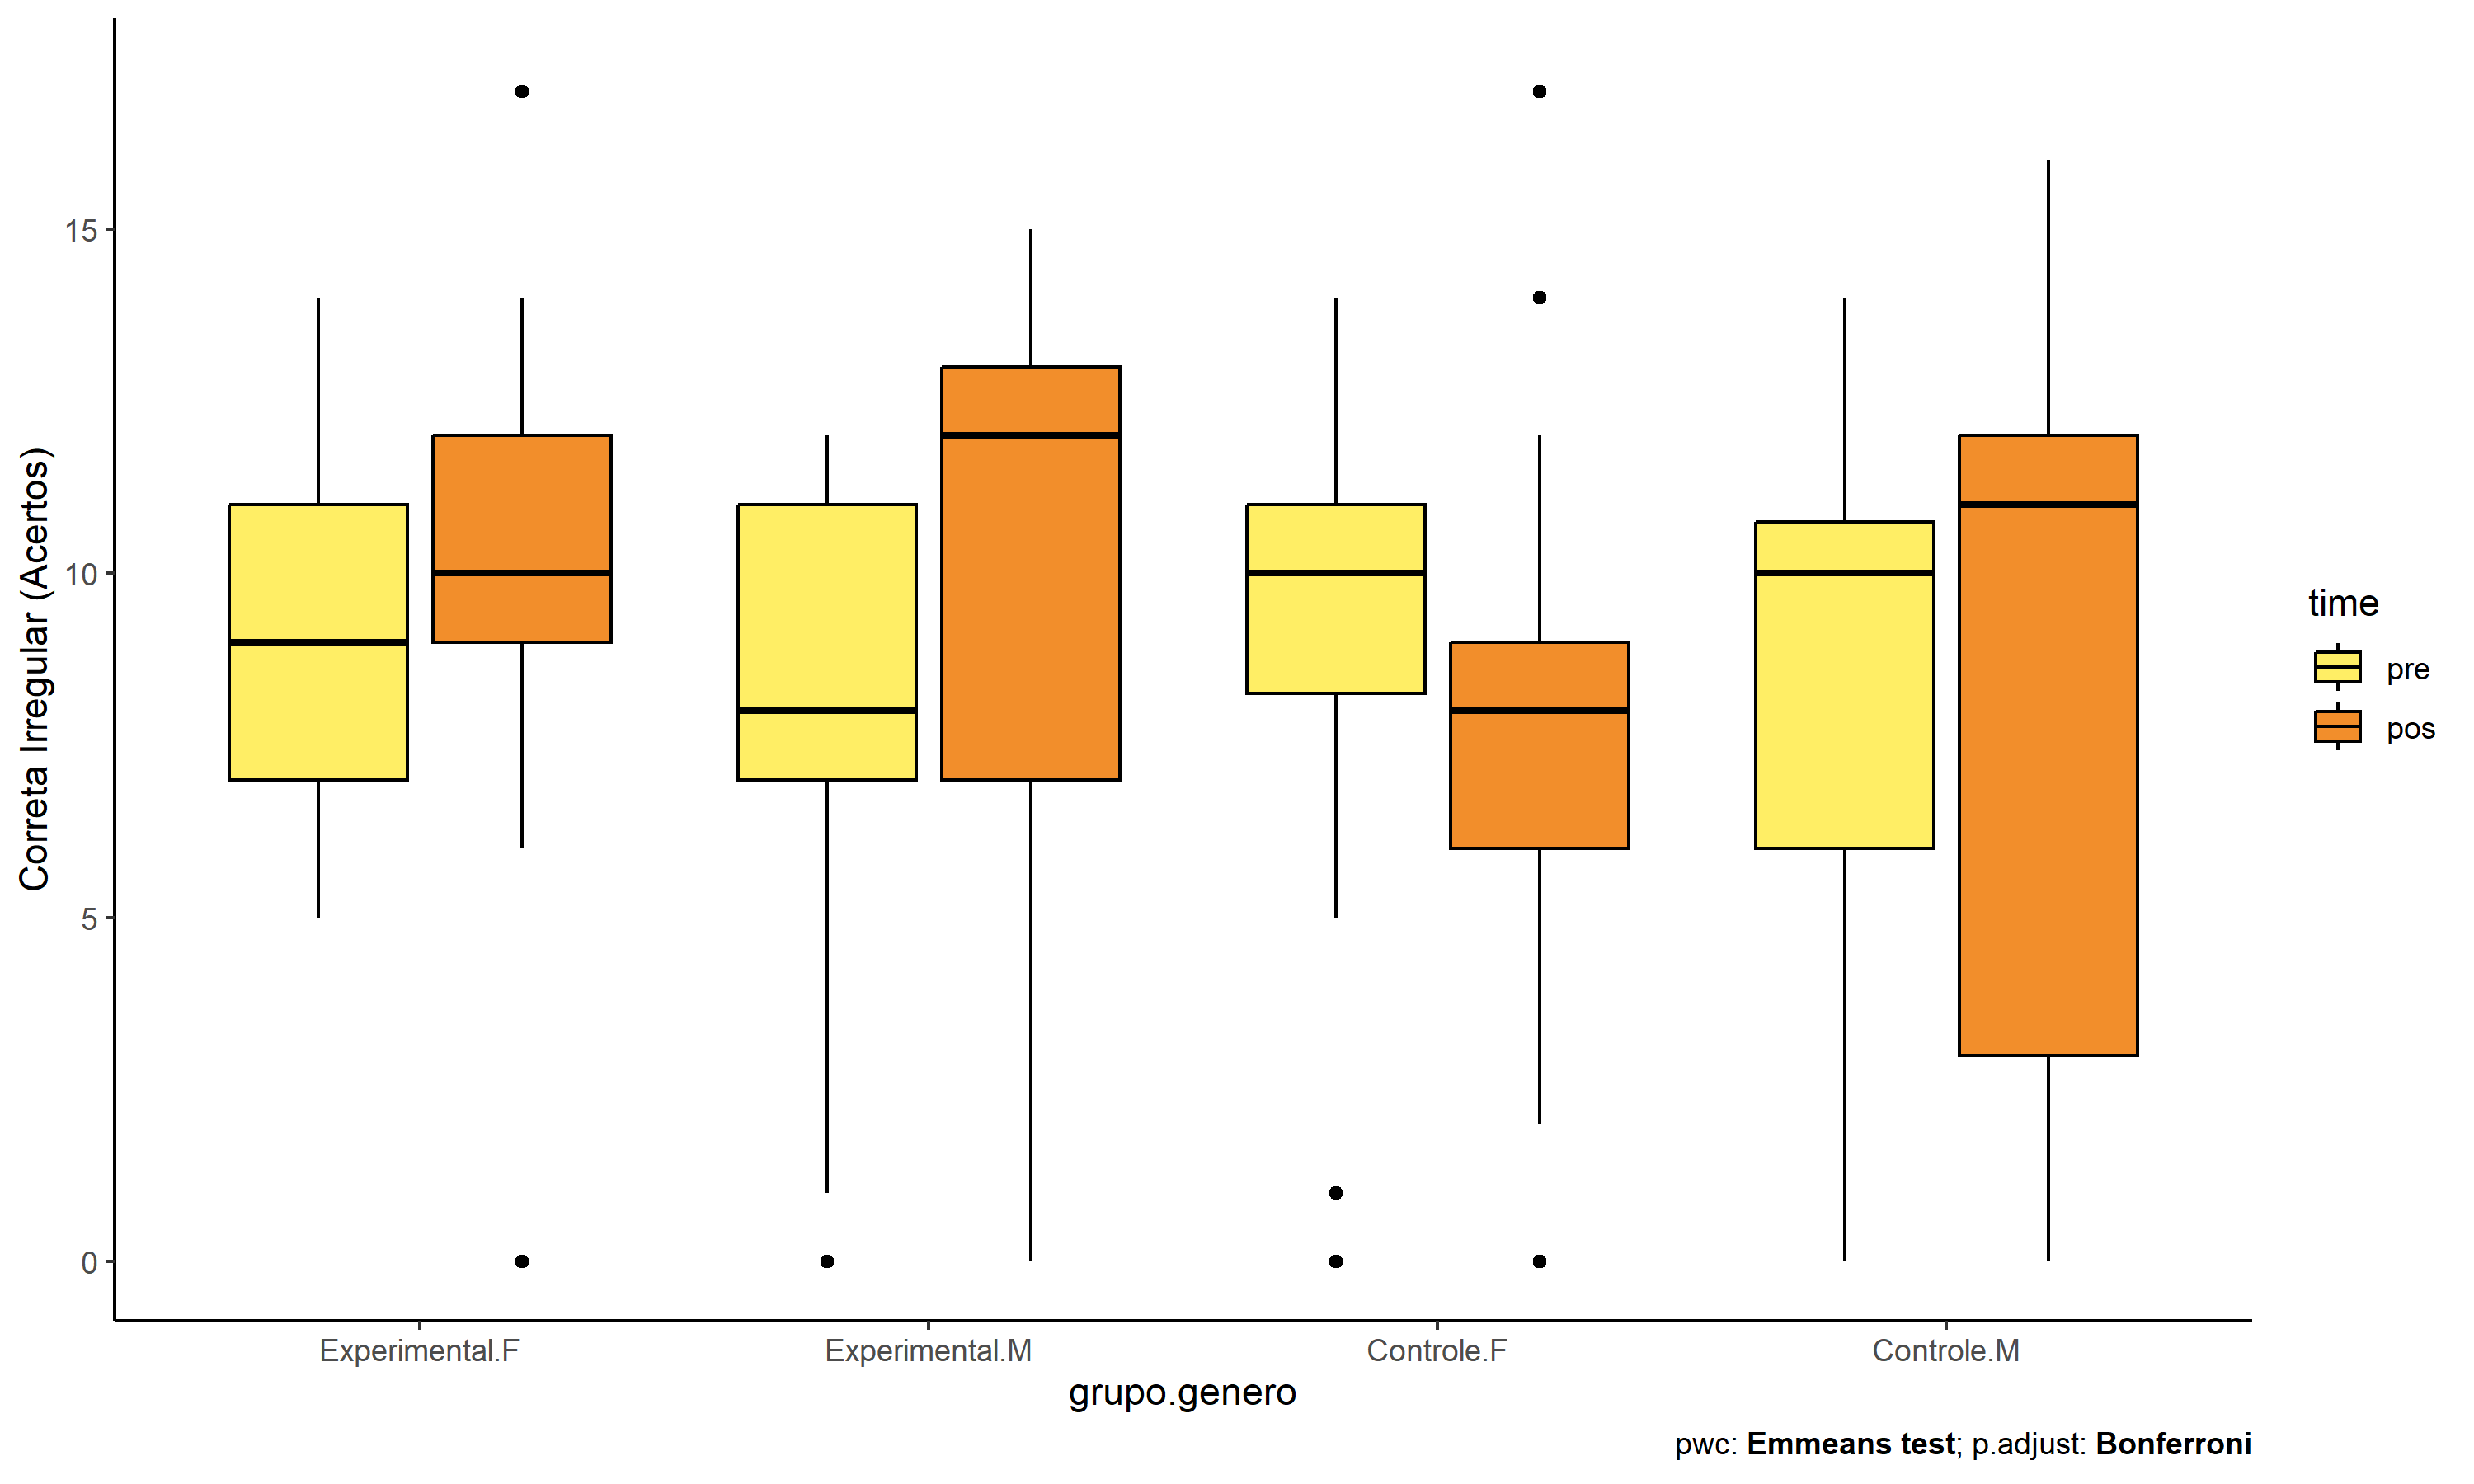 Correta Irregular (Acertos)
15
10
5
0
Experimental.F
Experimental.M
Controle.F
Controle.M
grupo.genero
time
pre
pos
pwc: Emmeans test; p.adjust: Bonferroni